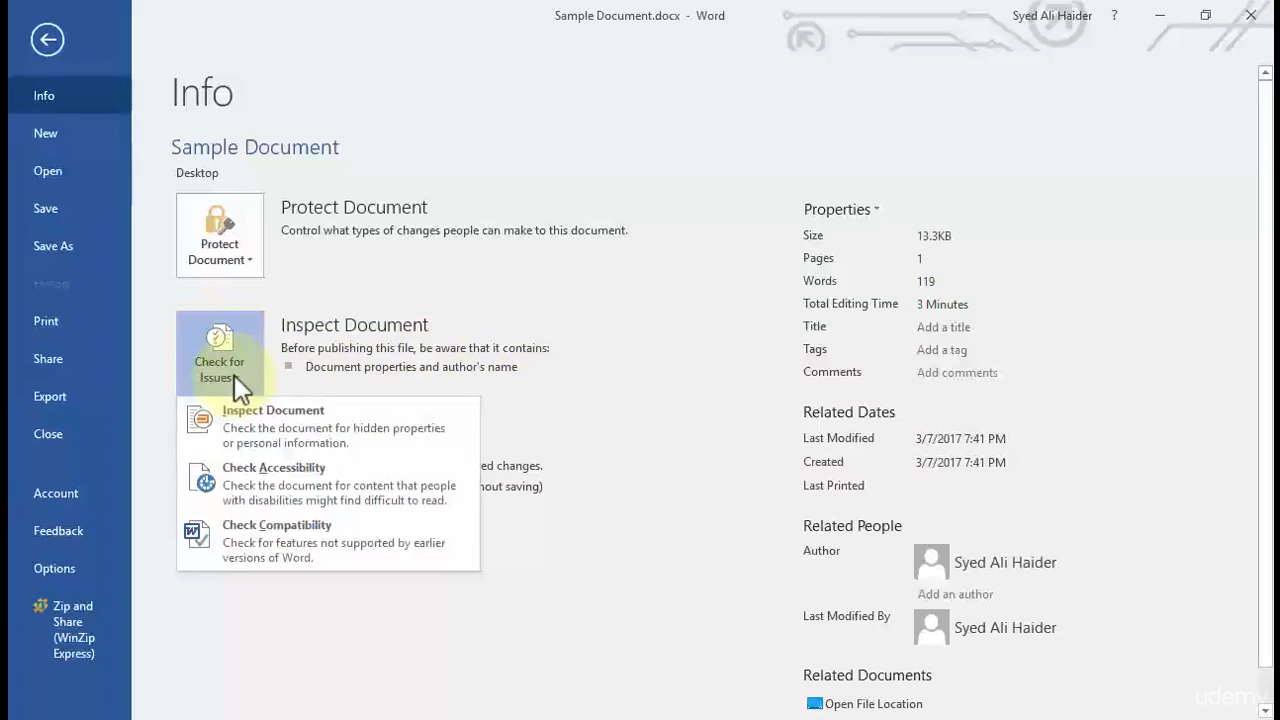 Sample Document.docx - Word
Syed Ali Haider
?
Info
New
Open
Save
Save As
Print
Share
Export
Close
Account
Feedback
Options
Zip and
Share
(WinZip
Express)
Info
Sample Document
Desktop
Protect
Document
Protect Document
Control what types of changes people can make to this document.
Check for
Issues
Inspect Document
Before publishing this file, be aware that it contains:
Document properties and author's name
Inspect Document
Check the document for hidden properties
or personal information.
Check Accessibility
Check the document for content that people
with disabilities might find difficult to read.
Check Compatibility
Check for features not supported by earlier
versions of Word.
ed changes.
hout saving)
Properties
Size 13.3KB
Pages 1
Words 119
Total Editing Time 3 Minutes
Title Add a title
Tags Add a tag
Comments Add comments
Related Dates
Last Modified 3/7/2017 7:41 PM
Created 3/7/2017 7:41 PM
Last Printed
Related People
Author Syed Ali Haider
Add an author
Last Modified By Syed Ali Haider
Related Documents
Open File Location
udemy